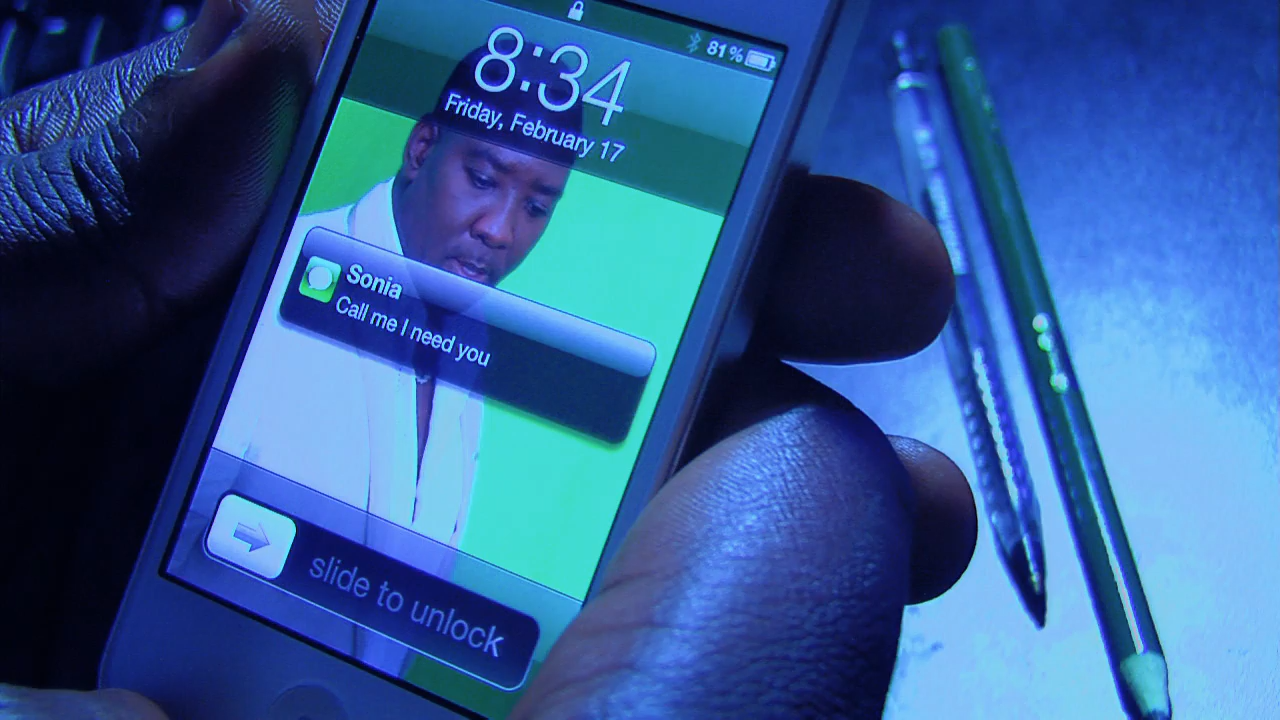 81%
8:34
Friday, February 17
Sonia
Call me I need you
slide to unlock